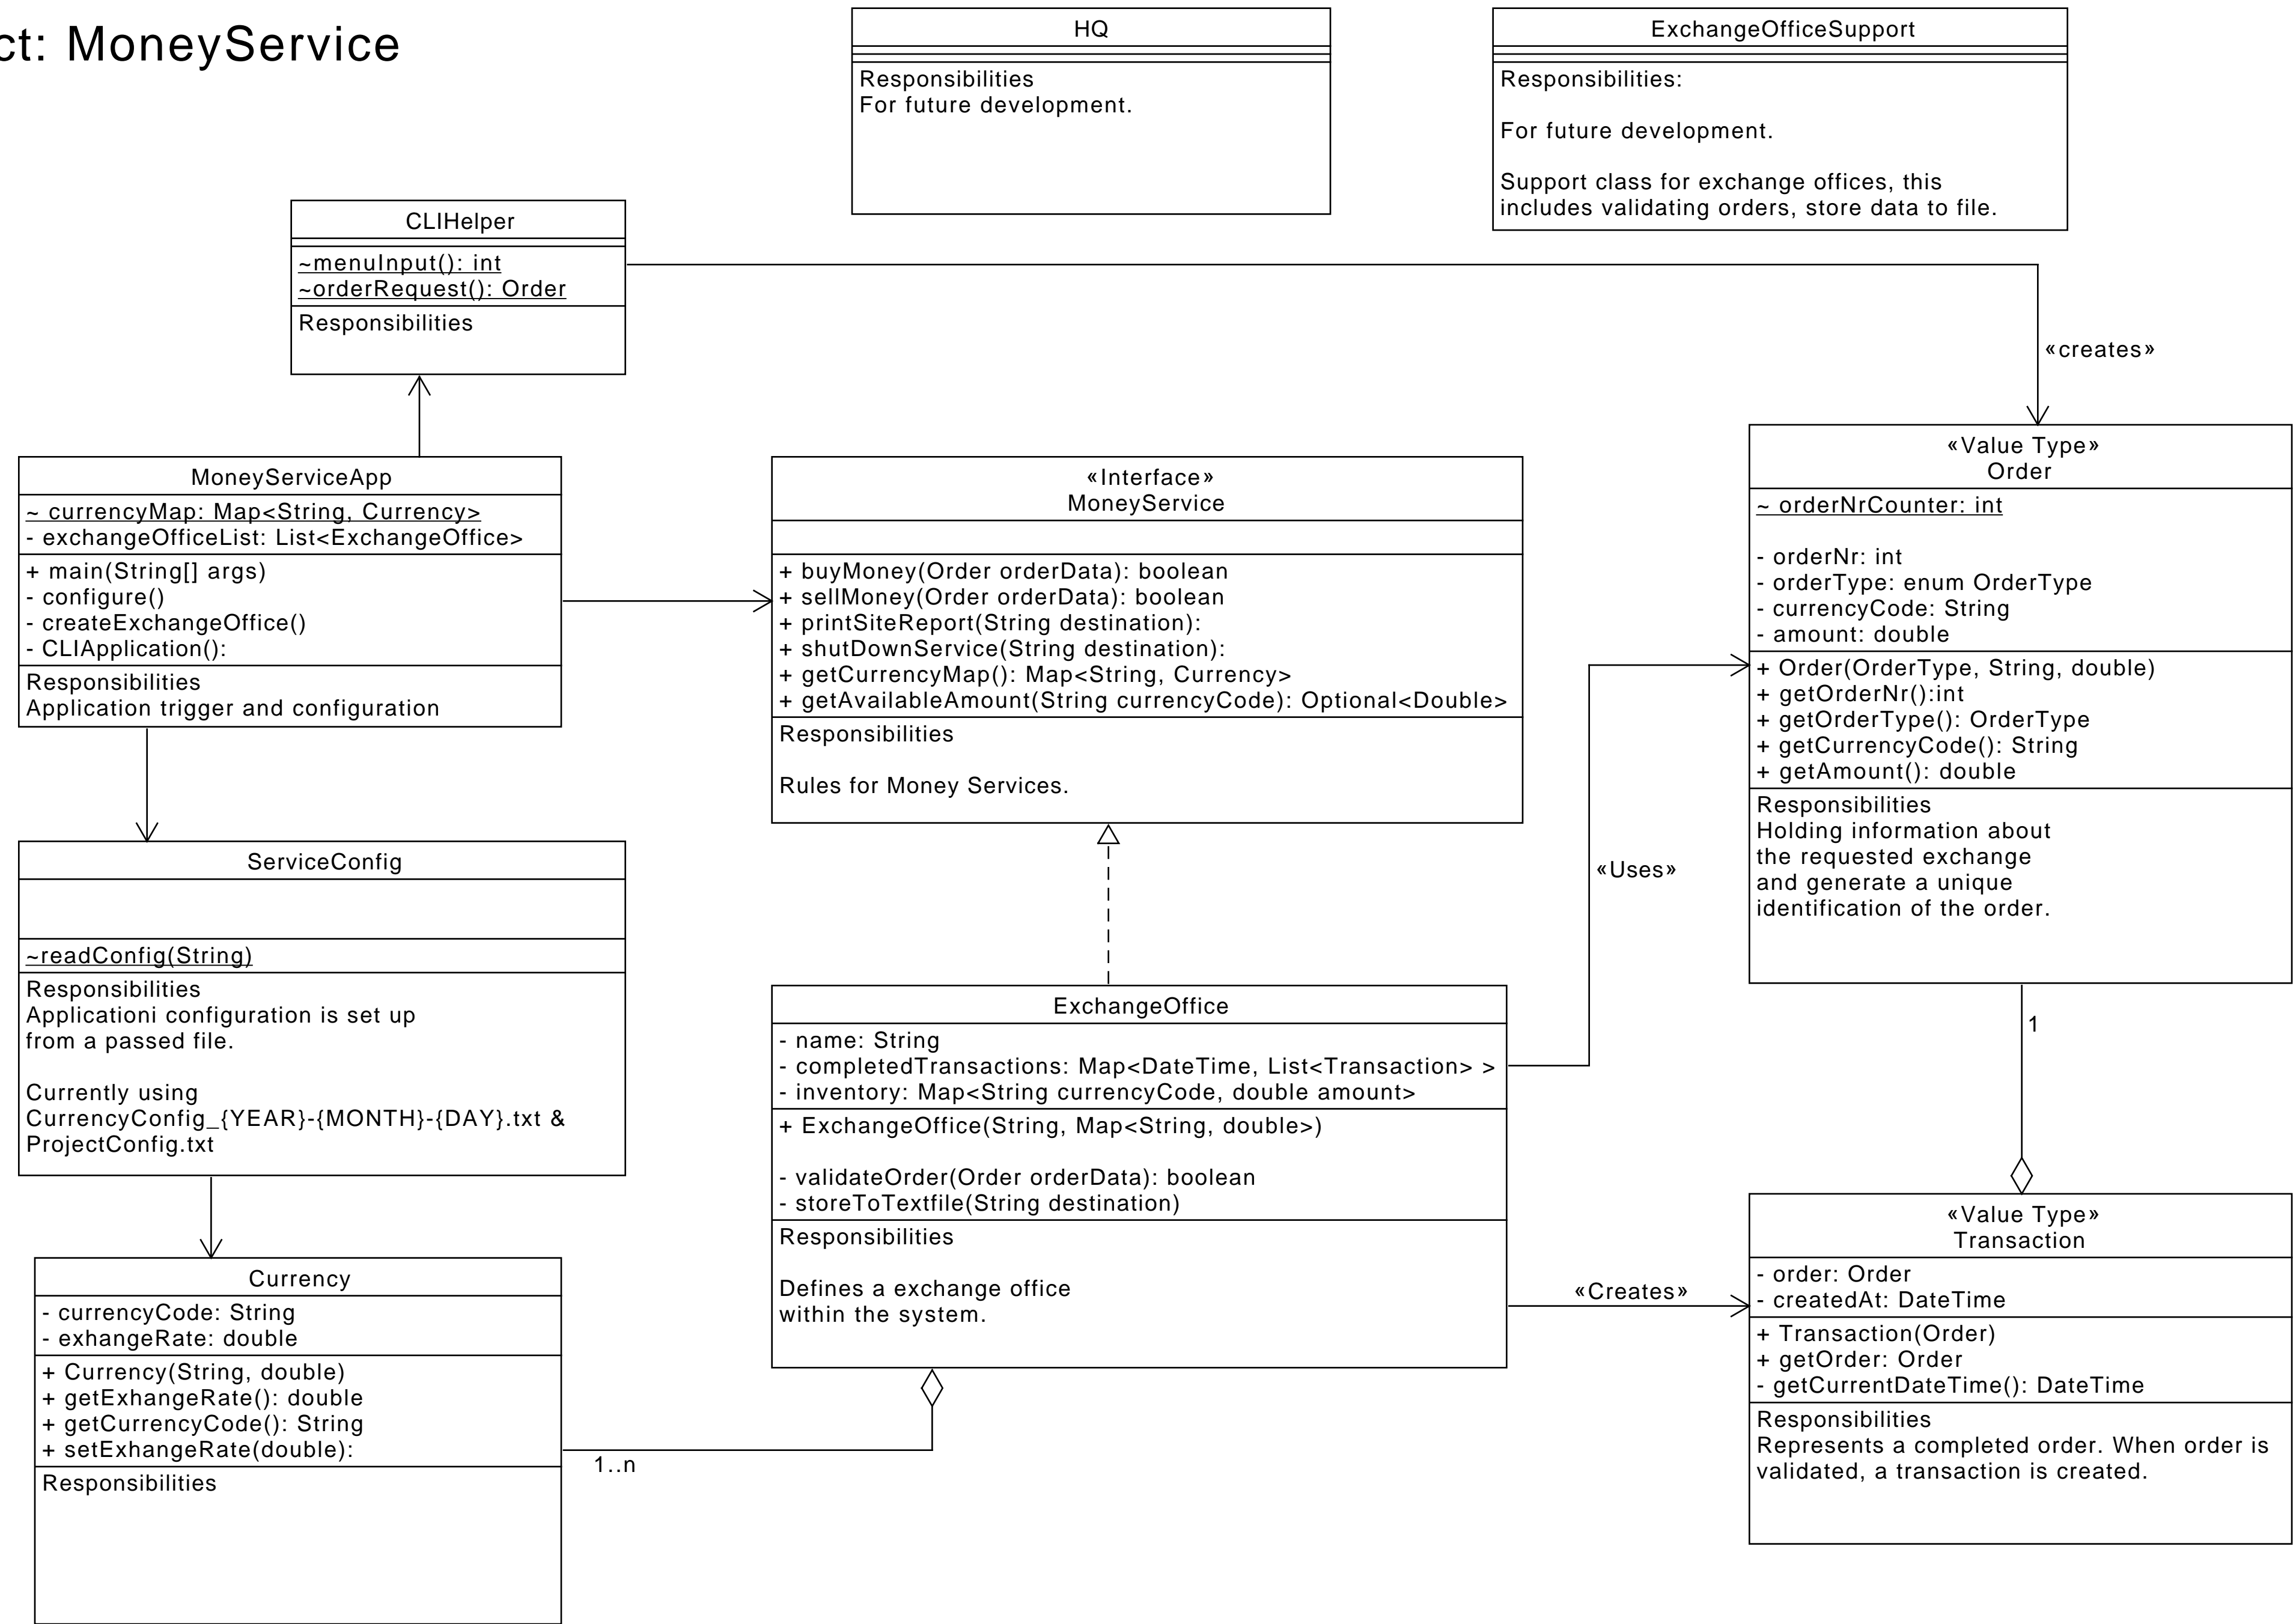 ct: MoneyService
HQ
Responsibilities
For future development.
ExchangeOfficeSupport
Responsibilities:
For future development.
Support class for exchange offices, this
includes validating orders, store data to file.
CLIHelper
~menuInput(): int
~orderRequest(): Order
Responsibilities
«creates»
MoneyServiceApp
~ currencyMap: Map<String, Currency>
- exchangeOfficeList: List<ExchangeOffice>
+ main(String[] args)
- configure()
- createExchangeOffice()
- CLIApplication():
Responsibilities
Application trigger and configuration
«Interface»
MoneyService
+ buyMoney(Order orderData): boolean
+ sellMoney(Order orderData): boolean
+ printSiteReport(String destination):
+ shutDownService(String destination):
+ getCurrencyMap(): Map<String, Currency>
+ getAvailableAmount(String currencyCode): Optional<Double>
Responsibilities
Rules for Money Services.
«Value Type»
Order
~ orderNrCounter: int
- orderNr: int
- orderType: enum OrderType
- currencyCode: String
- amount: double
+ Order(OrderType, String, double)
+ getOrderNr():int
+ getOrderType(): OrderType
+ getCurrencyCode(): String
+ getAmount(): double
Responsibilities
Holding information about
the requested exchange
and generate a unique
identification of the order.
«Uses»
ServiceConfig
~readConfig(String)
Responsibilities
Applicationi configuration is set up
from a passed file.
Currently using
CurrencyConfig_{YEAR}-{MONTH}-{DAY}.txt &
ProjectConfig.txt
ExchangeOffice
- name: String
- completedTransactions: Map<DateTime, List<Transaction> >
- inventory: Map<String currencyCode, double amount>
+ ExchangeOffice(String, Map<String, double>)
- validateOrder(Order orderData): boolean
- storeToTextfile(String destination)
Responsibilities
Defines a exchange office
within the system.
1
«Creates»
«Value Type»
Transaction
- order: Order
- createdAt: DateTime
+ Transaction(Order)
+ getOrder: Order
- getCurrentDateTime(): DateTime
Responsibilities
Represents a completed order. When order is
validated, a transaction is created.
Currency
- currencyCode: String
- exhangeRate: double
+ Currency(String, double)
+ getExhangeRate(): double
+ getCurrencyCode(): String
+ setExhangeRate(double):
Responsibilities
1..n